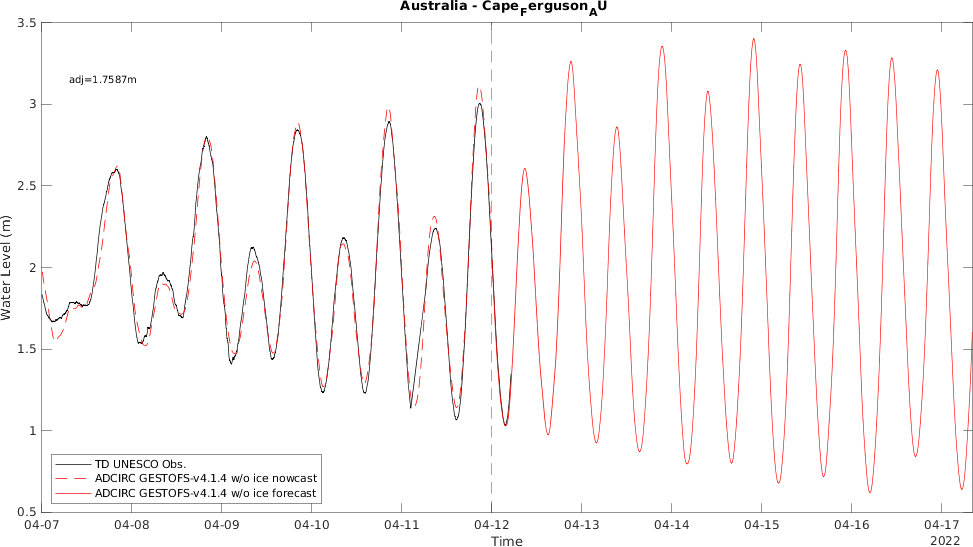 Australia - Cape_Ferguson_AU
3.5
adj=1.7587m
3
2.5
2
1.5
1
0.5
Water Level (m)
TD UNESCO Obs.
ADCIRC GESTOFS-v4.1.4 w/o ice nowcast
ADCIRC GESTOFS-v4.1.4 w/o ice forecast
04-07 04-08 04-09 04-10 04-11 04-12 04-13 04-14 04-15 04-16 04-17
Time
2022